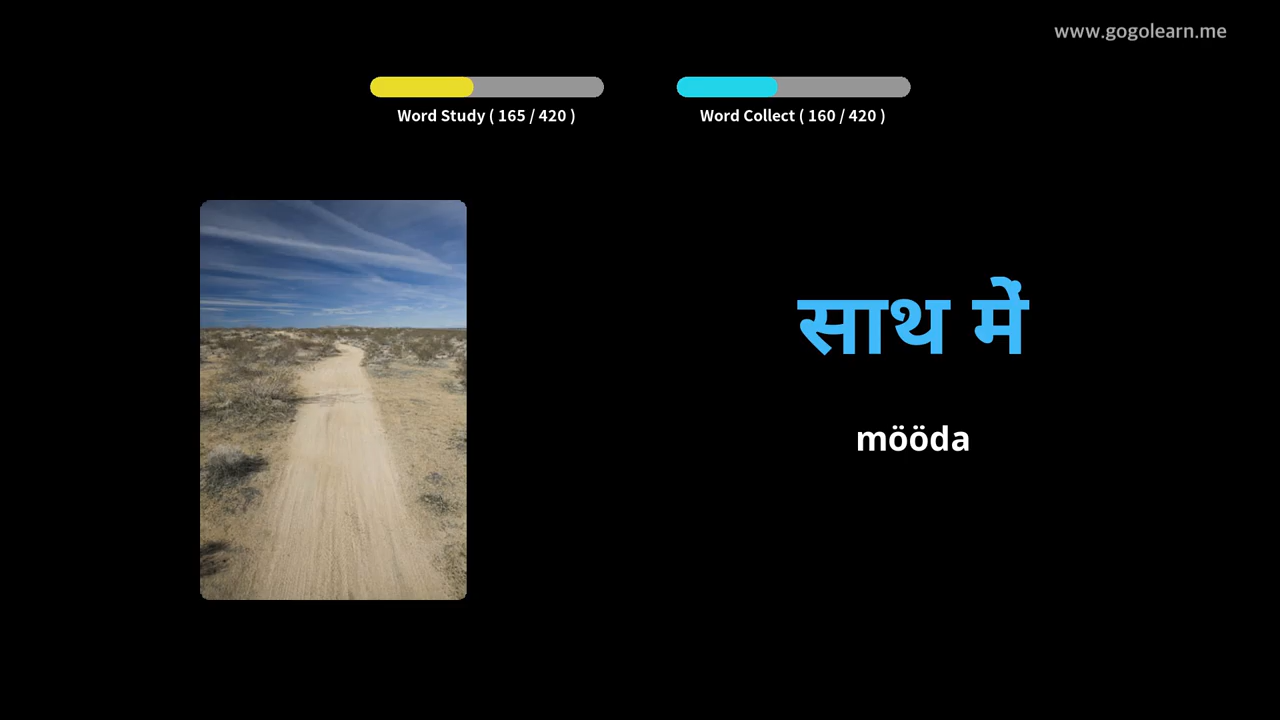 www.gogolearn.me
Word Study ( 165 / 420 )
Word Collect ( 160 / 420 )
साथ में
mööda